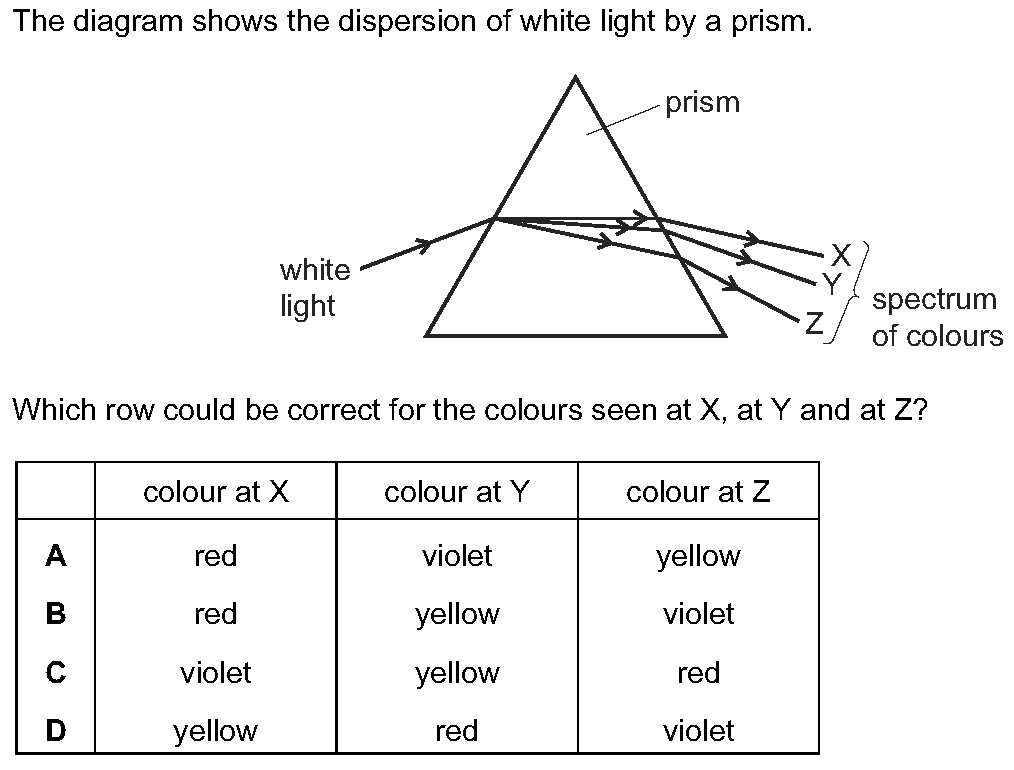 The diagram shows the dispersion of white light by a prism.
prism
white
light
X
Y
Z
spectrum
of colours
Which row could be correct for the colours seen at X, at Y and at Z?
colour at X colour at Y colour at Z
A red violet yellow
B red yellow violet
C violet yellow red
D yellow red violet